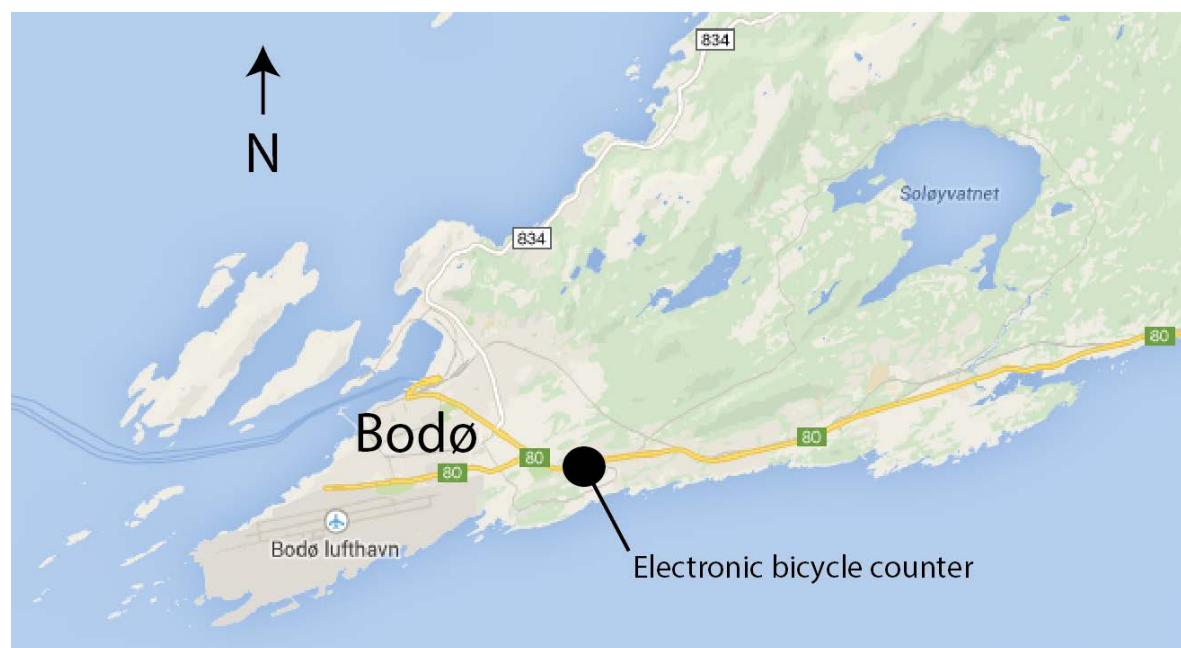 834
N
Soløyvatnet
834
80
Bodø
80
80
80
Bodø lufthavn
Electronic bicycle counter